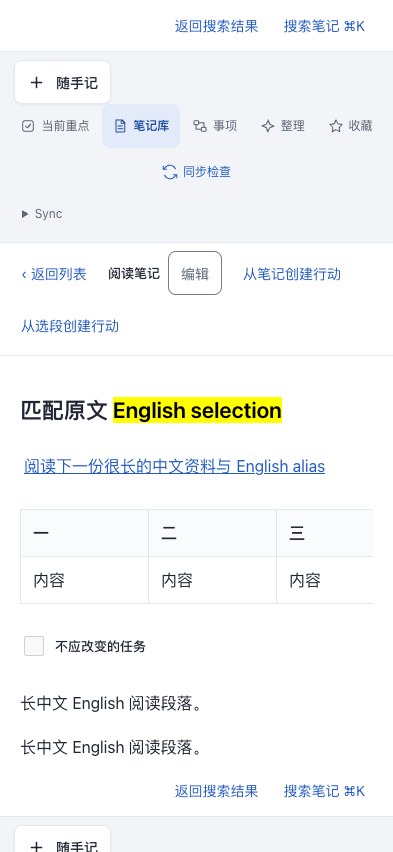 返回搜索结果 搜索笔记 ⌘K
随手记
当前重点 笔记库 事项 整理 收藏
同步检查
Sync
‹ 返回列表 阅读笔记 编辑 从笔记创建行动
从选段创建行动
匹配原文 English selection
阅读下一份很长的中文资料与 English alias
一 二 三
内容 内容 内容
不应改变的任务
长中文 English 阅读段落。
长中文 English 阅读段落。
返回搜索结果 搜索笔记 ⌘K
随手记